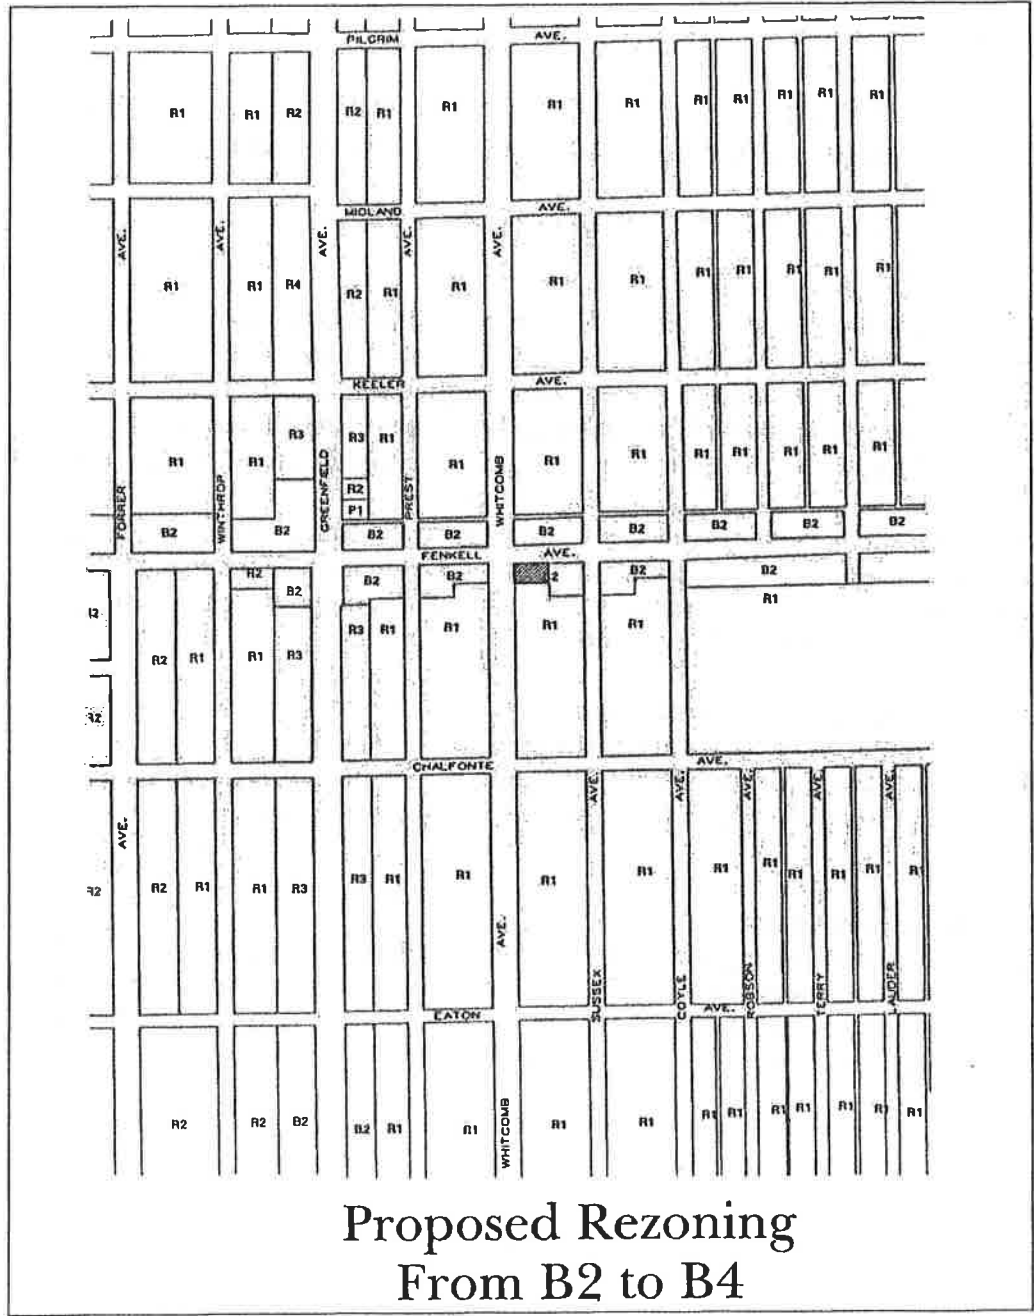 PILGRIM AVE.
R1 R1 R2 R2 R1 R1 R1 R1 R1 R1 R1 R1 R1
MIDLAND AVE.
AVE. AVE. AVE. AVE. AVE.
R1 R1 R4 R2 R1 R1 R1 R1 R1 R1 R1 R1 R1
KEELER AVE.
R1 R1 R3 R3 R1 R1 R1 R1 R1 R1 R1 R1 R1
R2
P1
FORRER WINTHROP GREENFIELD PREST WHITCOMB
B2 B2 B2 B2 B2 B2 B2 B2 B2
FENKELL AVE.
R2 B2 B2 B2 2 B2 B2
R2 R1 R1 R3 R3 R1 R1 R1 R1 R1
CHALFONTE AVE.
AVE. AVE. AVE. AVE. AVE. AVE.
R2 R2 R1 R1 R3 R3 R1 R1 R1 R1 R1 R1 R1 R1 R1 R1
AVE.
SUSSEX COYLE ROBSON TERRY LAUDER
EATON AVE.
WHITCOMB
R2 R2 B2 B2 R1 R1 R1 R1 R1 R1 R1 R1 R1 R1 R1
Proposed Rezoning
From B2 to B4